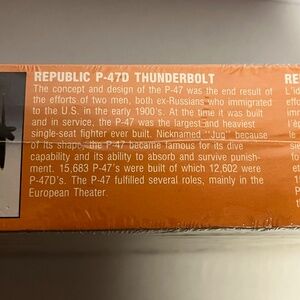 REPUBLIC P-47D THUNDERBOLT
The concept and design of the P-47 was the end result of
the efforts of two men, both ex-Russians who immigrated
to the U.S. in the early 1900's. At the time it was built
and in service, the P-47 was the largest and heaviest
single-seat fighter ever built. Nicknamed "Jug" because
of its shape, the P-47 became famous for its dive
capability and its ability to absorb and survive punish-
ment. 15,683 P-47's were built of which 12,602 were
P-47D's. The P-47 fulfilled several roles, mainly in the
European Theater.
RE
L'id